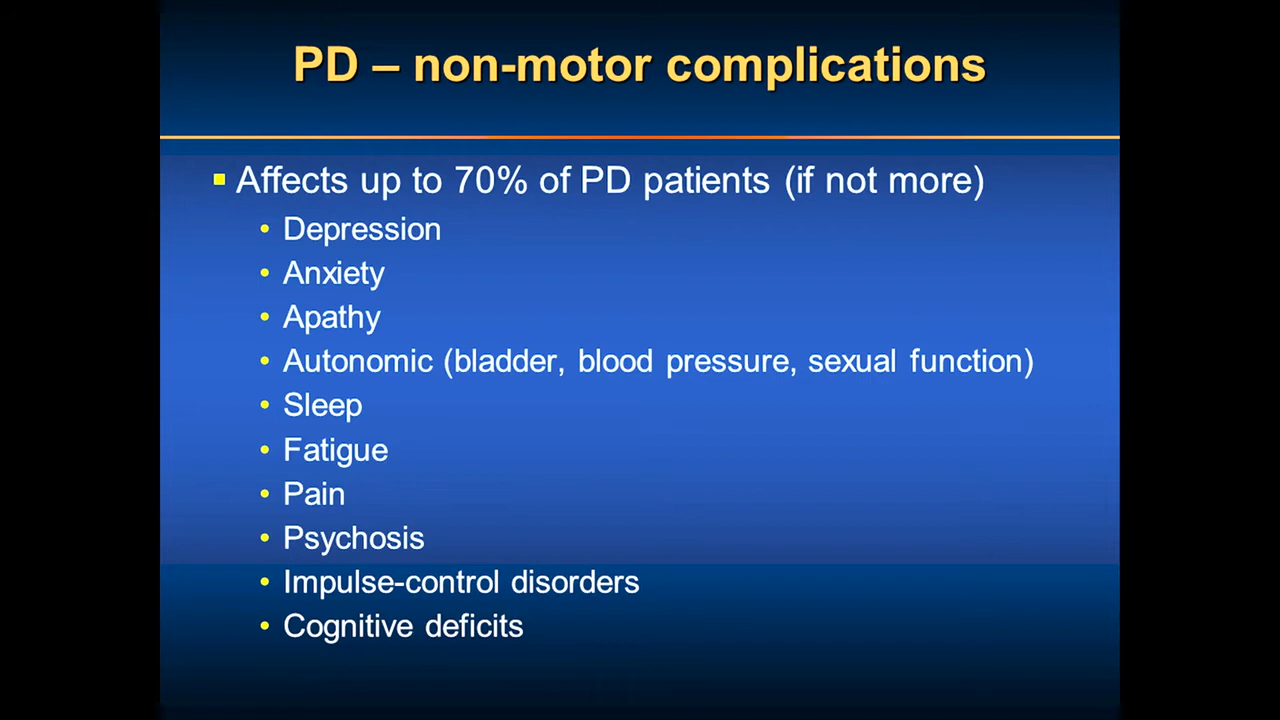 PD – non-motor complications
Affects up to 70% of PD patients (if not more)
Depression
Anxiety
Apathy
Autonomic (bladder, blood pressure, sexual function)
Sleep
Fatigue
Pain
Psychosis
Impulse-control disorders
Cognitive deficits